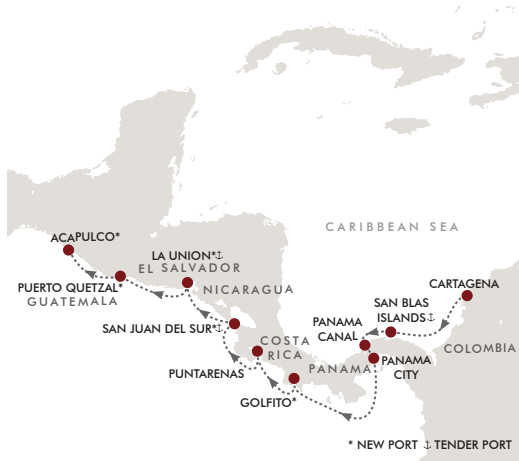 CARIBBEAN SEA
ACAPULCO*
LA UNION*⚓
EL SALVADOR
PUERTO QUETZAL*
GUATEMALA
NICARAGUA
CARTAGENA
SAN BLAS
ISLANDS⚓
PANAMA
CANAL
SAN JUAN DEL SUR*⚓
COSTA
RICA
COLOMBIA
PUNTARENAS
PANAMA
PANAMA
CITY
GOLFITO*
* NEW PORT ⚓ TENDER PORT